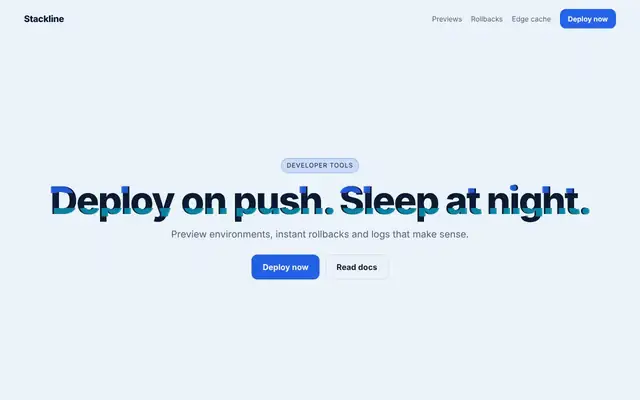 Stackline
Previews Rollbacks Edge cache Deploy now
DEVELOPER TOOLS
Deploy on push. Sleep at night.
Preview environments, instant rollbacks and logs that make sense.
Deploy now Read docs